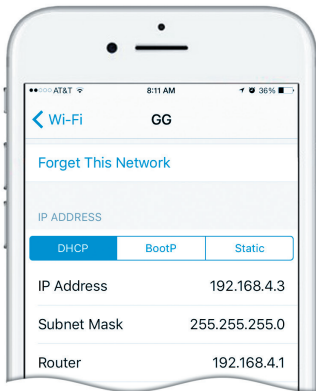 AT&T 8:11 AM 36%
Wi-Fi GG
Forget This Network
IP ADDRESS
DHCP BootP Static
IP Address 192.168.4.3
Subnet Mask 255.255.255.0
Router 192.168.4.1